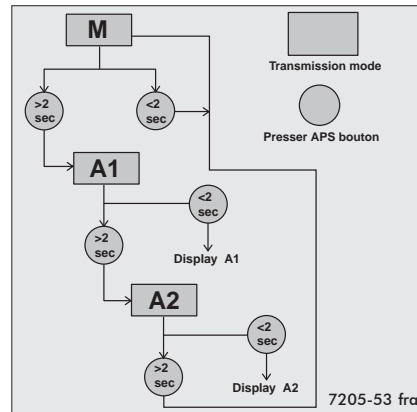 M
Transmission mode
>2
sec
<2
sec
Presser APS bouton
A1
<2
sec
>2
sec
Display A1
A2
<2
sec
>2
sec
Display A2
7205-53 fra